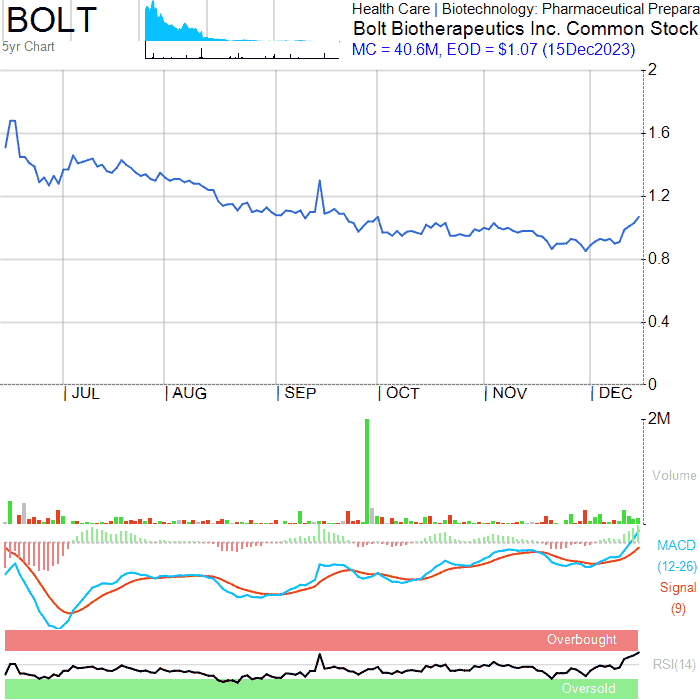 BOLT
5yr Chart
Health Care | Biotechnology: Pharmaceutical Prepara
Bolt Biotherapeutics Inc. Common Stock
MC = 40.6M, EOD = $1.07 (15Dec2023)
2
1.6
1.2
0.8
0.4
0
JUL AUG SEP OCT NOV DEC
2M
Volume
MACD
(12-26)
Signal
(9)
Overbought
RSI(14)
Oversold